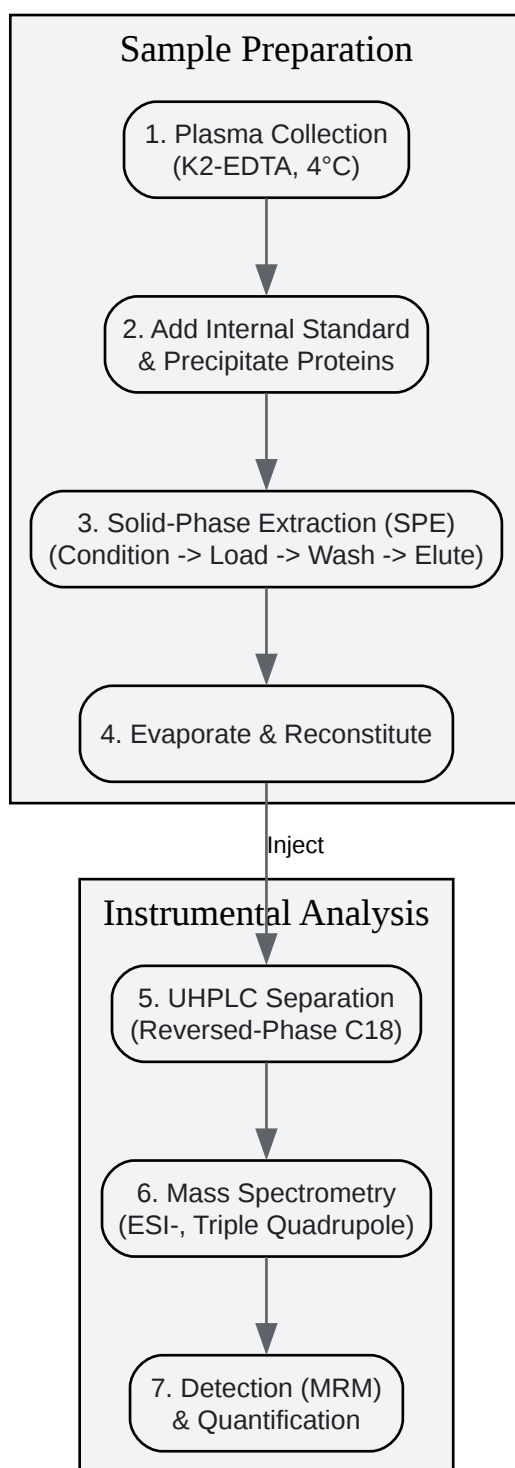 Sample Preparation
1. Plasma Collection
(K2-EDTA, 4°C)
2. Add Internal Standard
& Precipitate Proteins
3. Solid-Phase Extraction (SPE)
(Condition -> Load -> Wash -> Elute)
4. Evaporate & Reconstitute
Inject
Instrumental Analysis
5. UHPLC Separation
(Reversed-Phase C18)
6. Mass Spectrometry
(ESI-, Triple Quadrupole)
7. Detection (MRM)
& Quantification